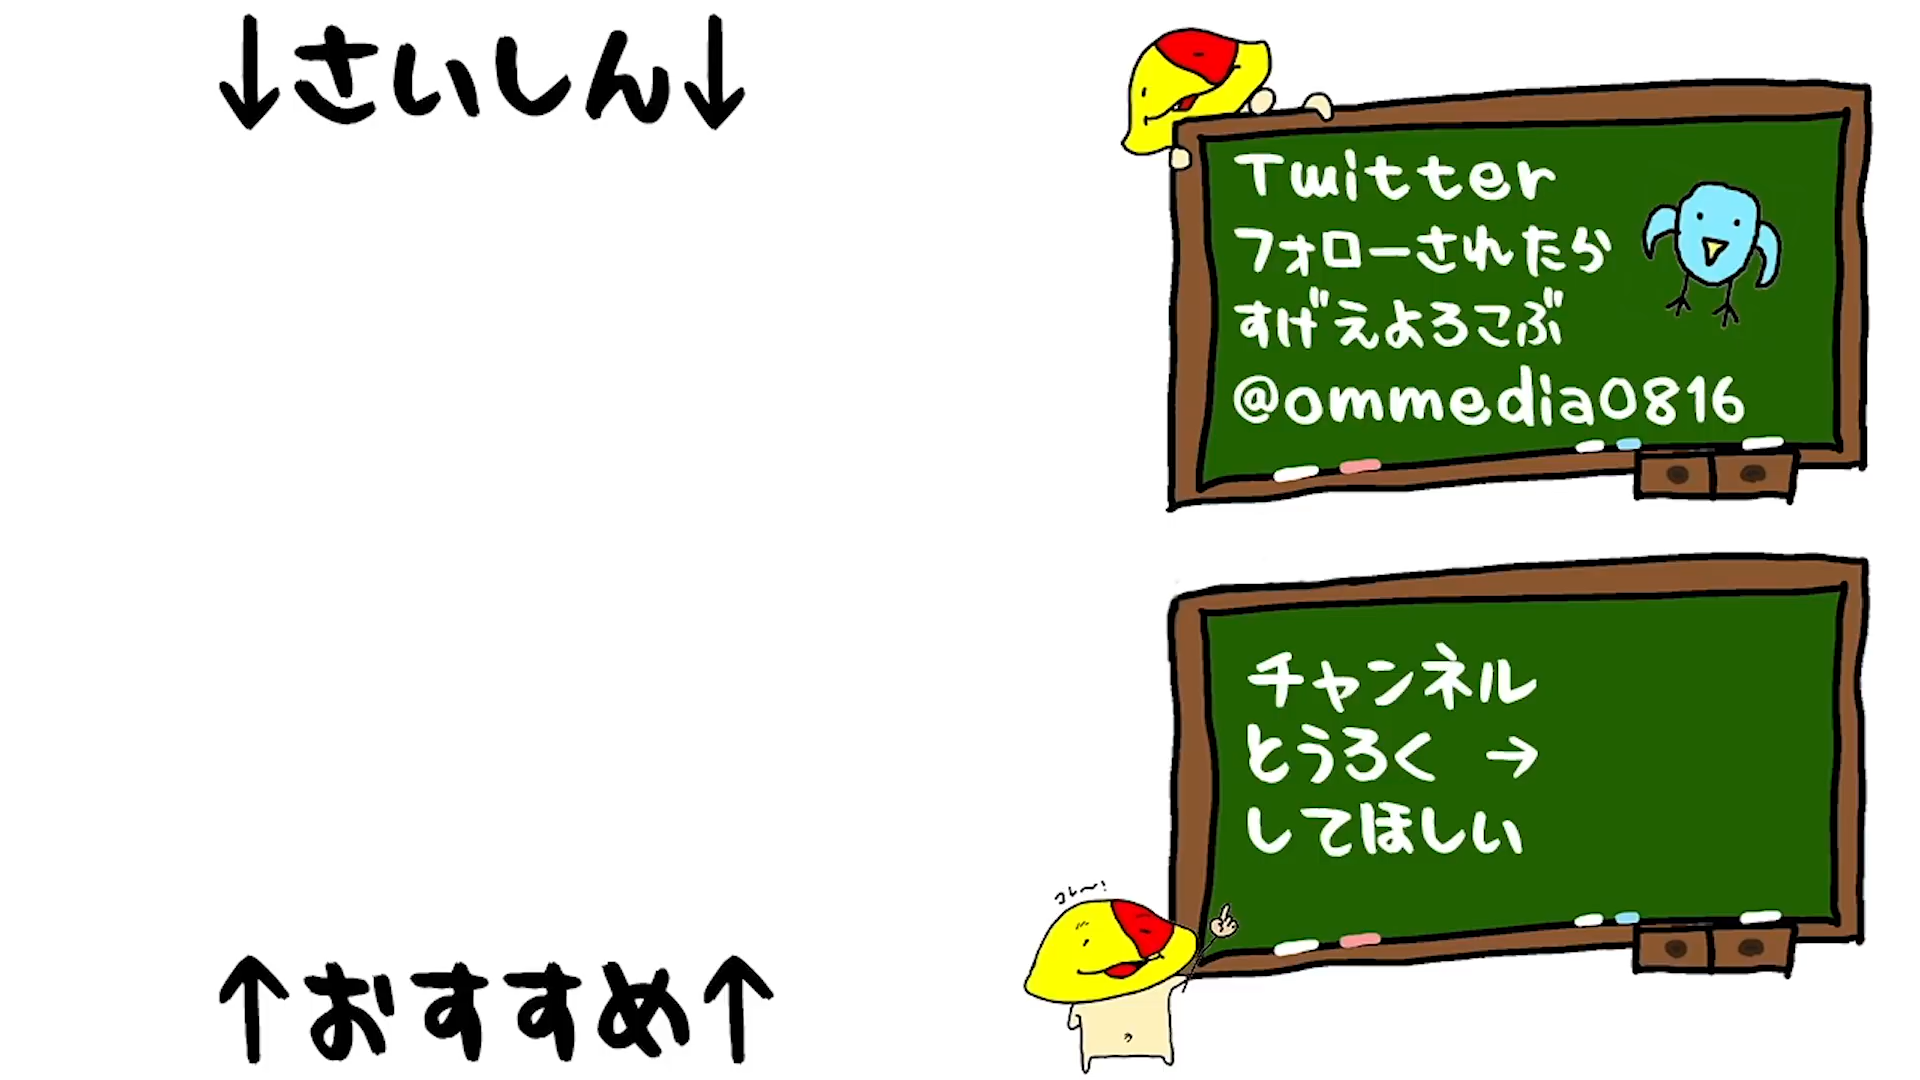 ↓さいしん↓
Twitter
フォローされたら
すげえよろこぶ
@ommedia0816
チャンネル
とうろく →
してほしい
コレ〜!
↑おすすめ↑